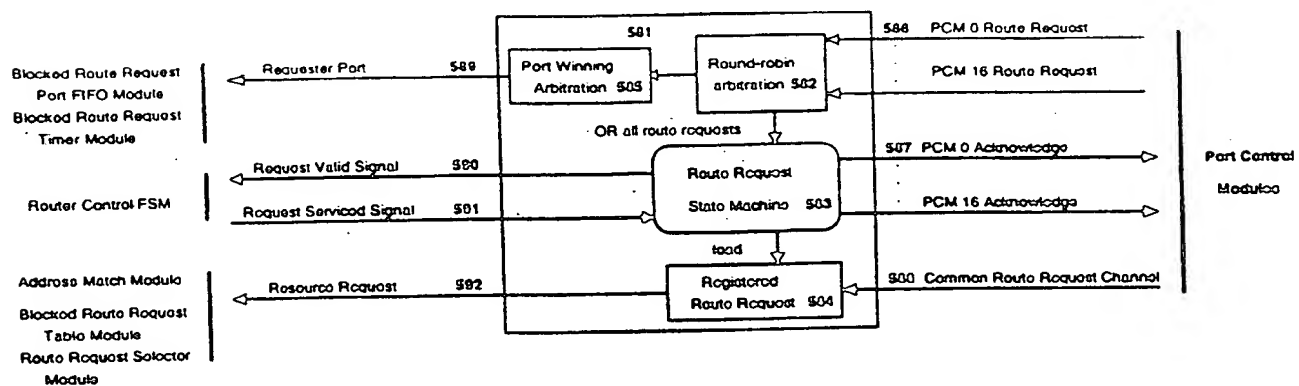 581
586 PCM 0 Route Request
Requester Port 589
Port Winning
Arbitration 585
Round-robin
arbitration 582
PCM 16 Route Request
Blocked Route Request
Port FIFO Module
Blocked Route Request
Timer Module
OR all route requests
587 PCM 0 Acknowledge
Request Valid Signal 590
Route Request
State Machine 583
Port Control
Modules
Router Control FSM
Request Serviced Signal 591
PCM 16 Acknowledge
load
Address Match Module
Resource Request 592
Registered
Route Request 584
588 Common Route Request Channel
Blocked Route Request
Table Module
Route Request Selector
Module